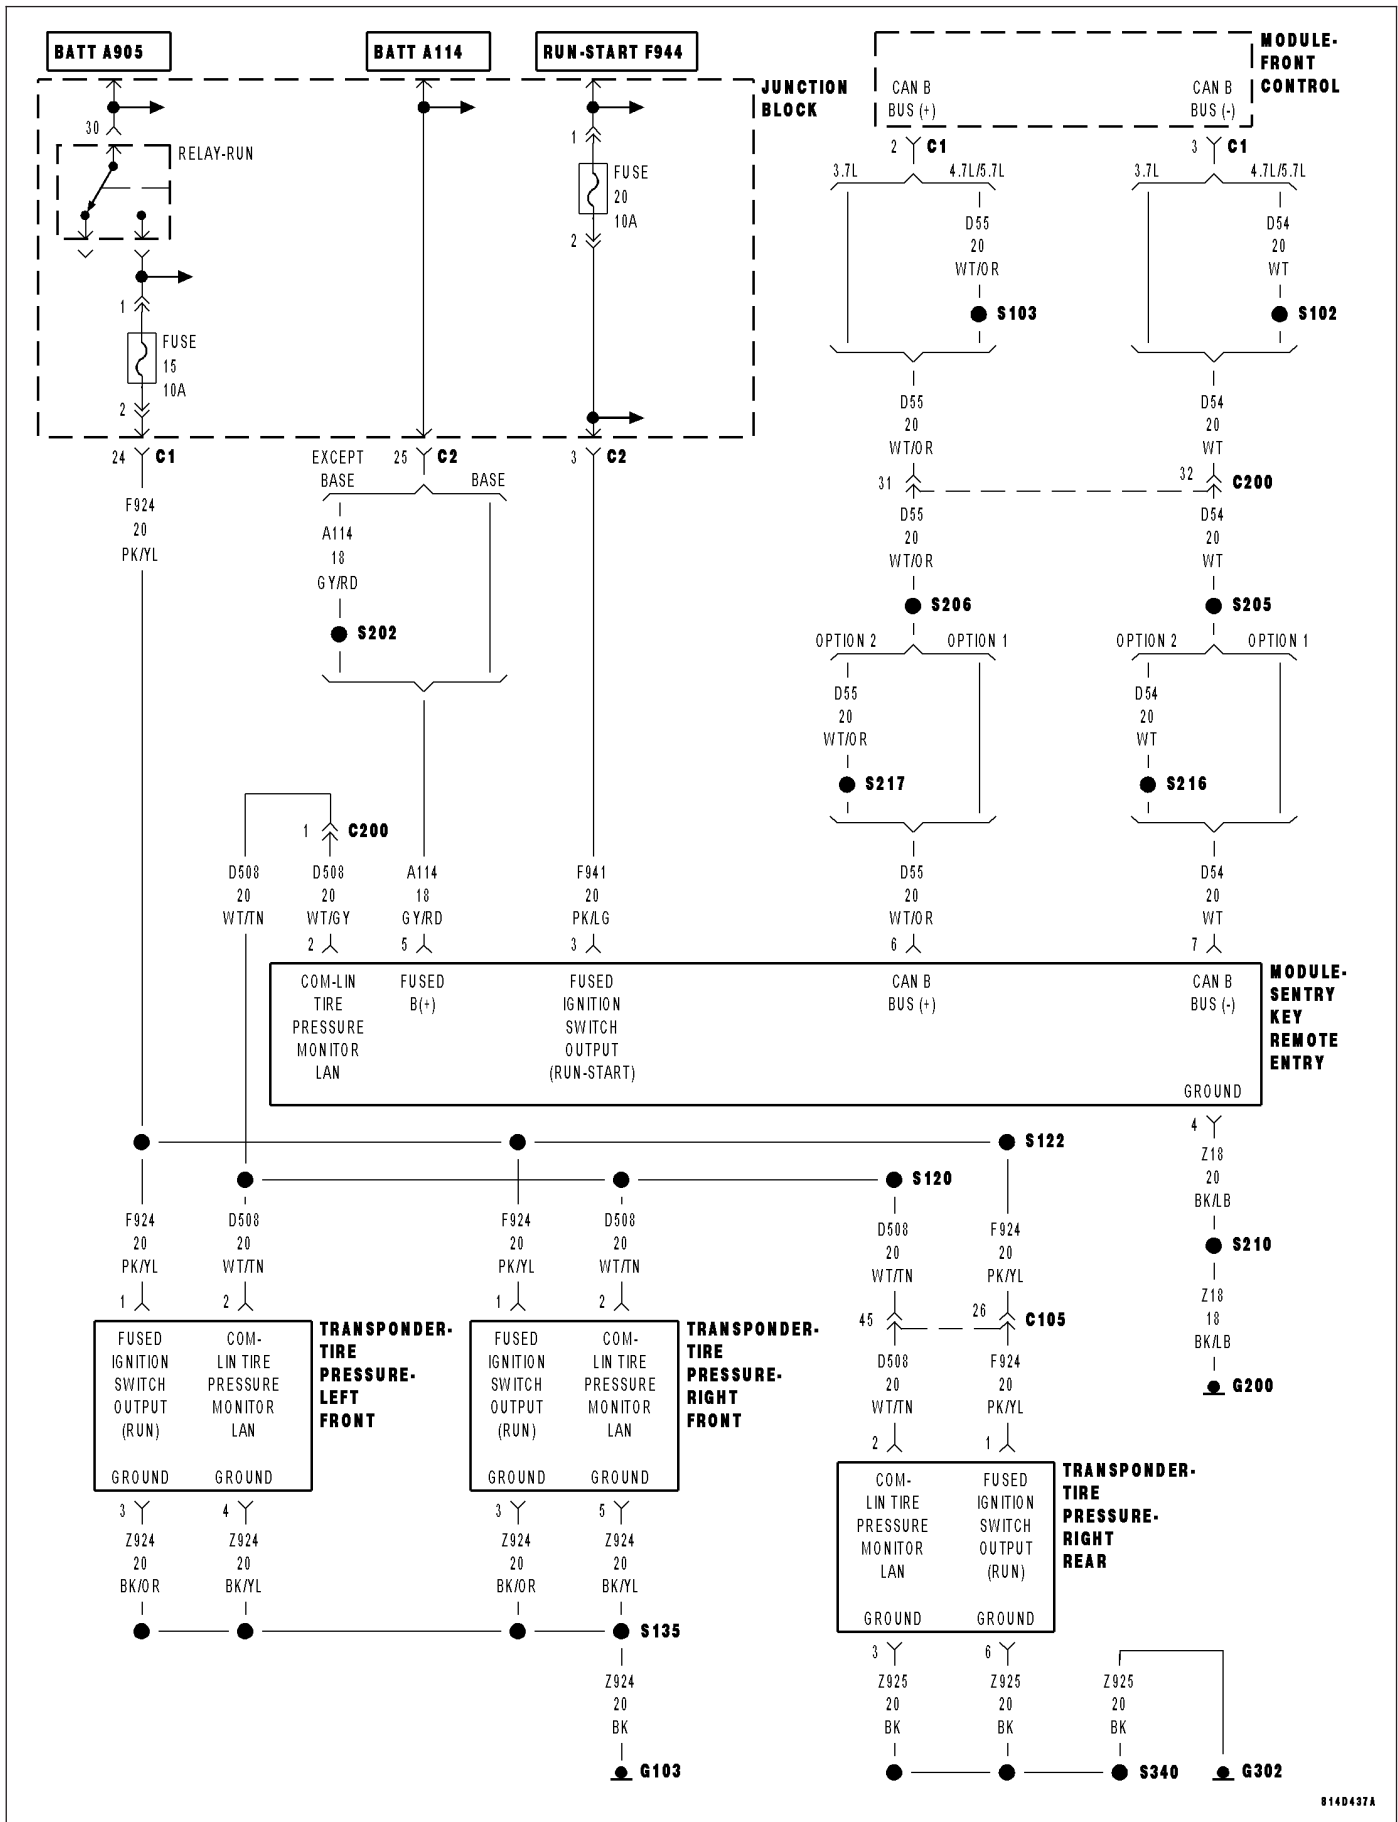 BATT A905
BATT A114
RUN-START F944
JUNCTION
BLOCK
30
RELAY-RUN
1
FUSE
15
10A
2
1
FUSE
20
10A
2
MODULE-
FRONT
CONTROL
CAN B
BUS (+)
CAN B
BUS (-)
2
C1
3
C1
3.7L
4.7L/5.7L
3.7L
4.7L/5.7L
D55
20
WT/OR
D54
20
WT
S103
S102
D55
20
WT/OR
D54
20
WT
31
32
C200
D55
20
WT/OR
D54
20
WT
S206
S205
OPTION 2
OPTION 1
OPTION 2
OPTION 1
D55
20
WT/OR
D54
20
WT
S217
S216
24
C1
F924
20
PK/YL
EXCEPT
BASE
25
C2
BASE
3
C2
A114
18
GY/RD
S202
1
C200
D508
20
WT/TN
D508
20
WT/GY
A114
18
GY/RD
F941
20
PK/LG
D55
20
WT/OR
D54
20
WT
2
5
3
6
7
COM-LIN
TIRE
PRESSURE
MONITOR
LAN
FUSED
B(+)
FUSED
IGNITION
SWITCH
OUTPUT
(RUN-START)
CAN B
BUS (+)
CAN B
BUS (-)
GROUND
MODULE-
SENTRY
KEY
REMOTE
ENTRY
4
Z18
20
BK/LB
S210
Z18
18
BK/LB
G200
S122
S120
F924
20
PK/YL
D508
20
WT/TN
F924
20
PK/YL
D508
20
WT/TN
D508
20
WT/TN
F924
20
PK/YL
1
2
1
2
45
26
C105
D508
20
WT/TN
F924
20
PK/YL
2
1
FUSED
IGNITION
SWITCH
OUTPUT
(RUN)
COM-
LIN TIRE
PRESSURE
MONITOR
LAN
GROUND
GROUND
TRANSPONDER-
TIRE
PRESSURE-
LEFT
FRONT
FUSED
IGNITION
SWITCH
OUTPUT
(RUN)
COM-
LIN TIRE
PRESSURE
MONITOR
LAN
GROUND
GROUND
TRANSPONDER-
TIRE
PRESSURE-
RIGHT
FRONT
COM-
LIN TIRE
PRESSURE
MONITOR
LAN
FUSED
IGNITION
SWITCH
OUTPUT
(RUN)
GROUND
GROUND
TRANSPONDER-
TIRE
PRESSURE-
RIGHT
REAR
3
4
3
5
Z924
20
BK/OR
Z924
20
BK/YL
Z924
20
BK/OR
Z924
20
BK/YL
S135
Z924
20
BK
G103
3
6
Z925
20
BK
Z925
20
BK
Z925
20
BK
S340
G302
814D437A